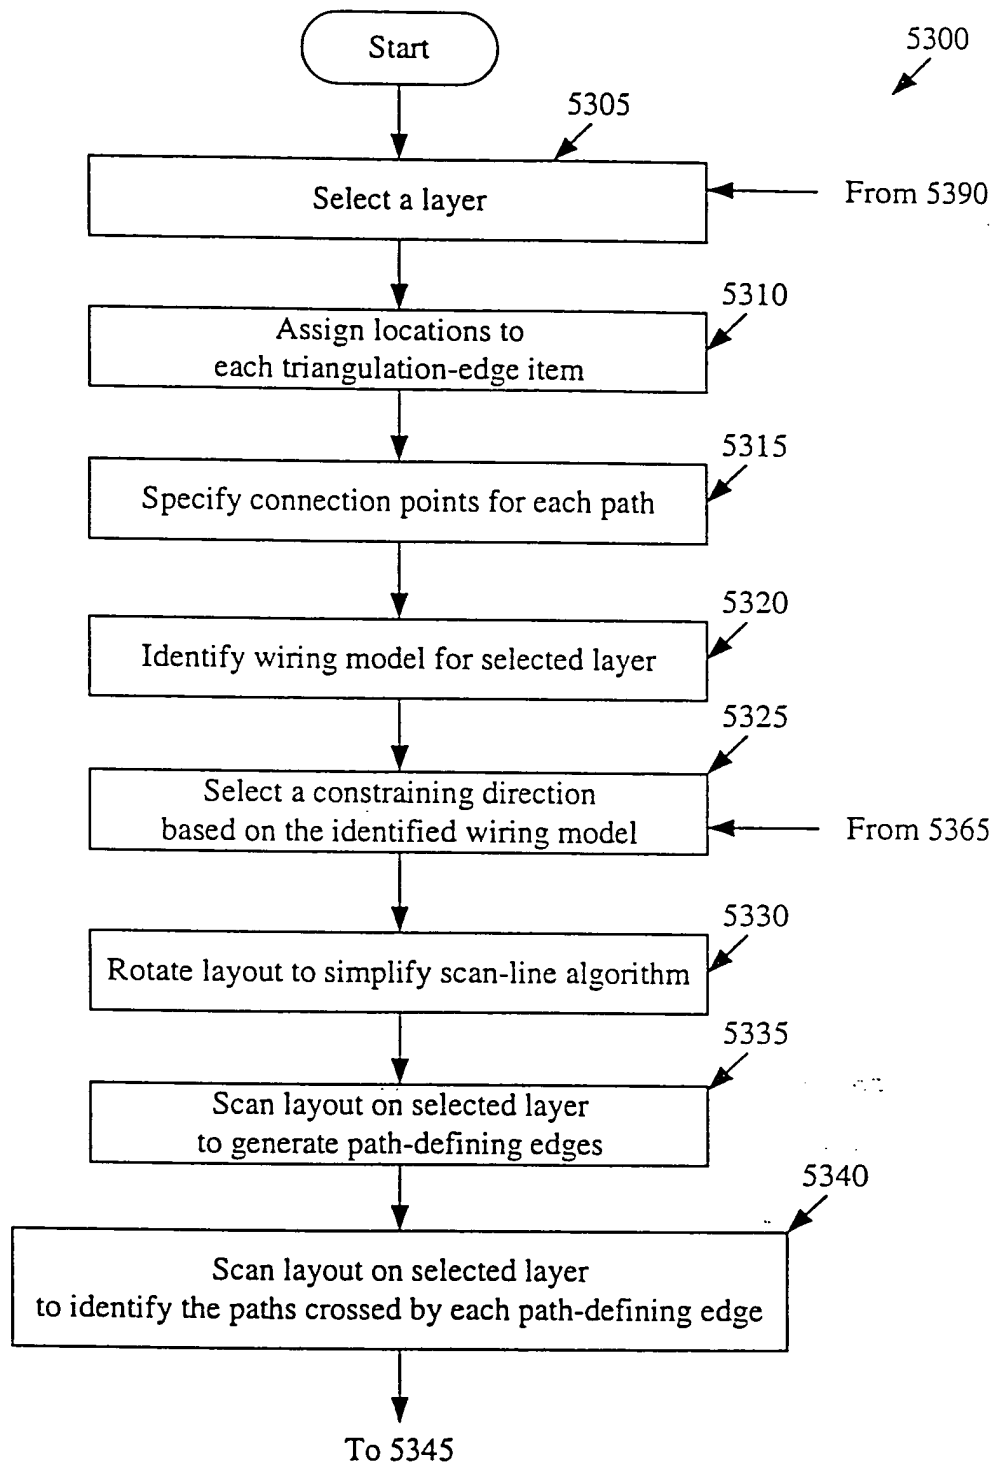 Start
5300
5305
Select a layer
From 5390
5310
Assign locations to
each triangulation-edge item
5315
Specify connection points for each path
5320
Identify wiring model for selected layer
5325
Select a constraining direction
based on the identified wiring model
From 5365
5330
Rotate layout to simplify scan-line algorithm
5335
Scan layout on selected layer
to generate path-defining edges
5340
Scan layout on selected layer
to identify the paths crossed by each path-defining edge
To 5345